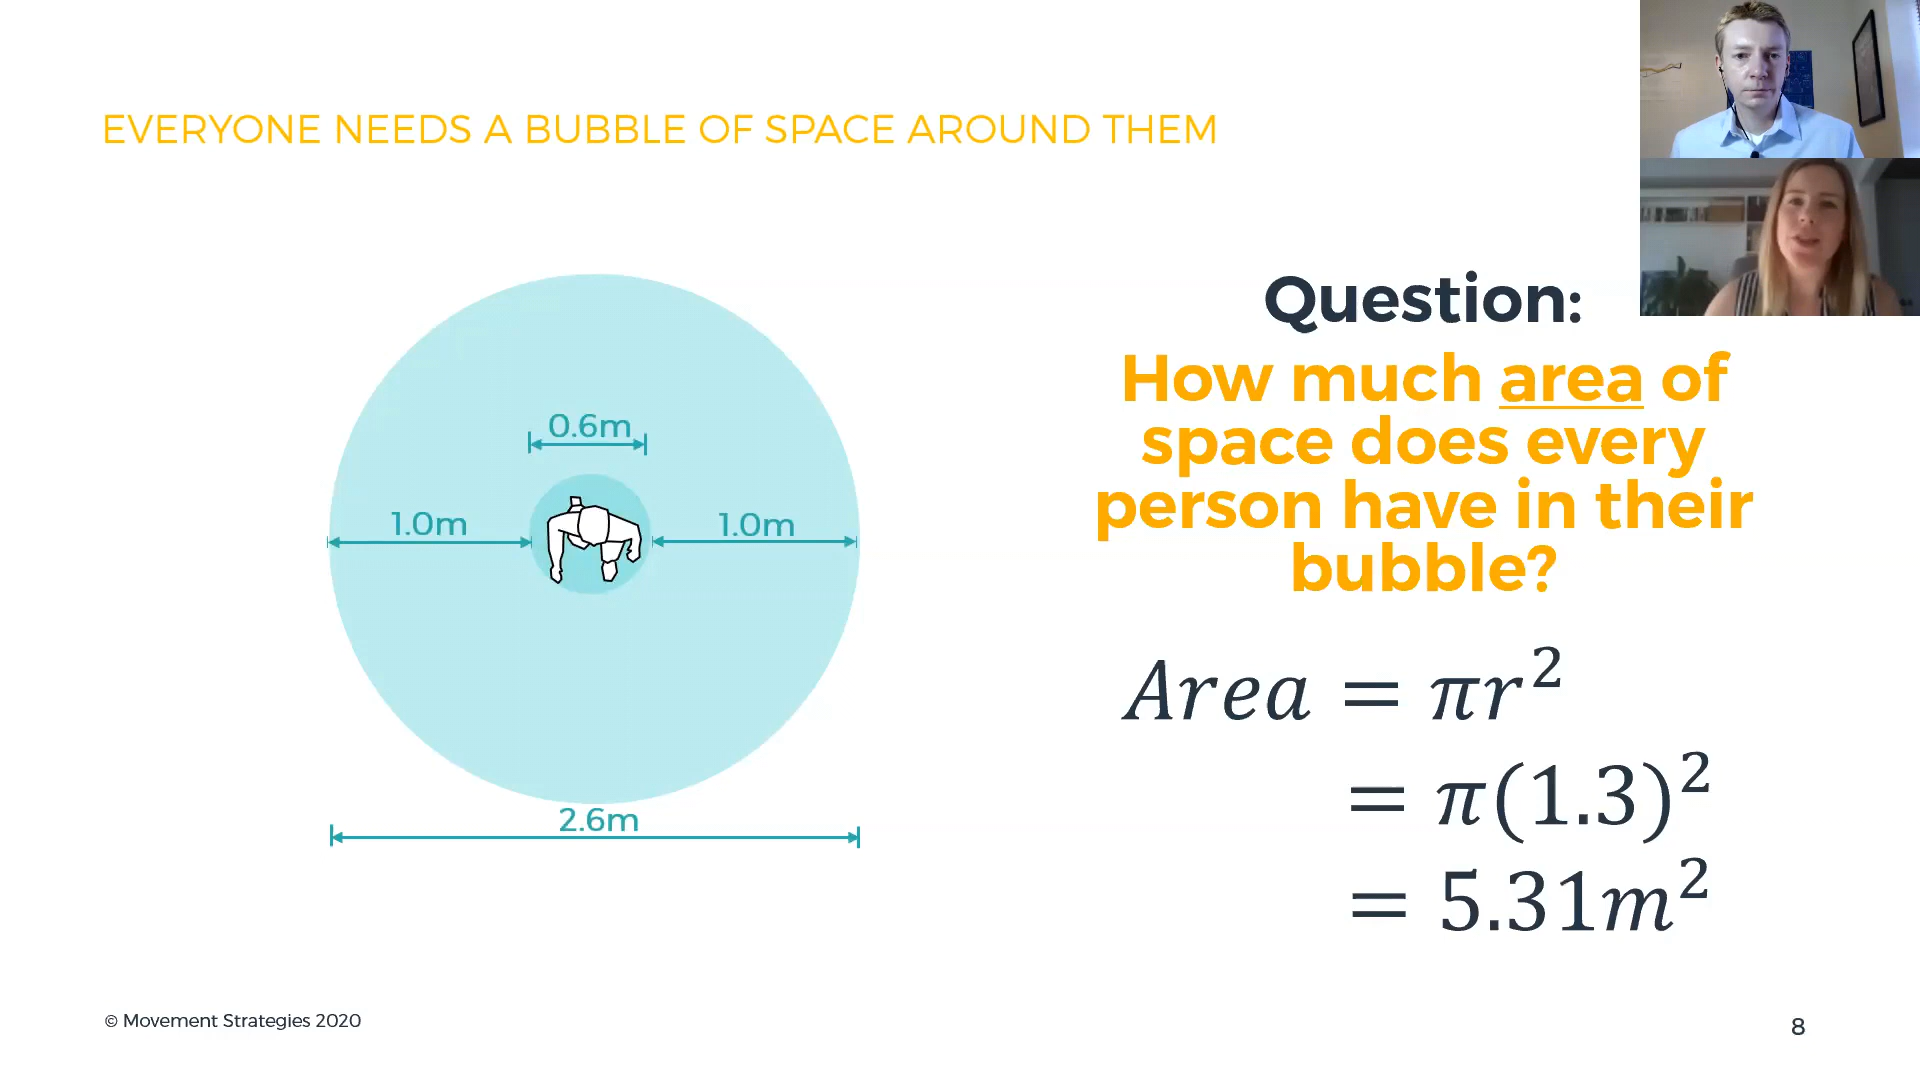 EVERYONE NEEDS A BUBBLE OF SPACE AROUND THEM
0.6m
1.0m
1.0m
2.6m
Question:
How much area of
space does every
person have in their
bubble?
Area = πr²
= π(1.3)²
= 5.31m²
© Movement Strategies 2020
8